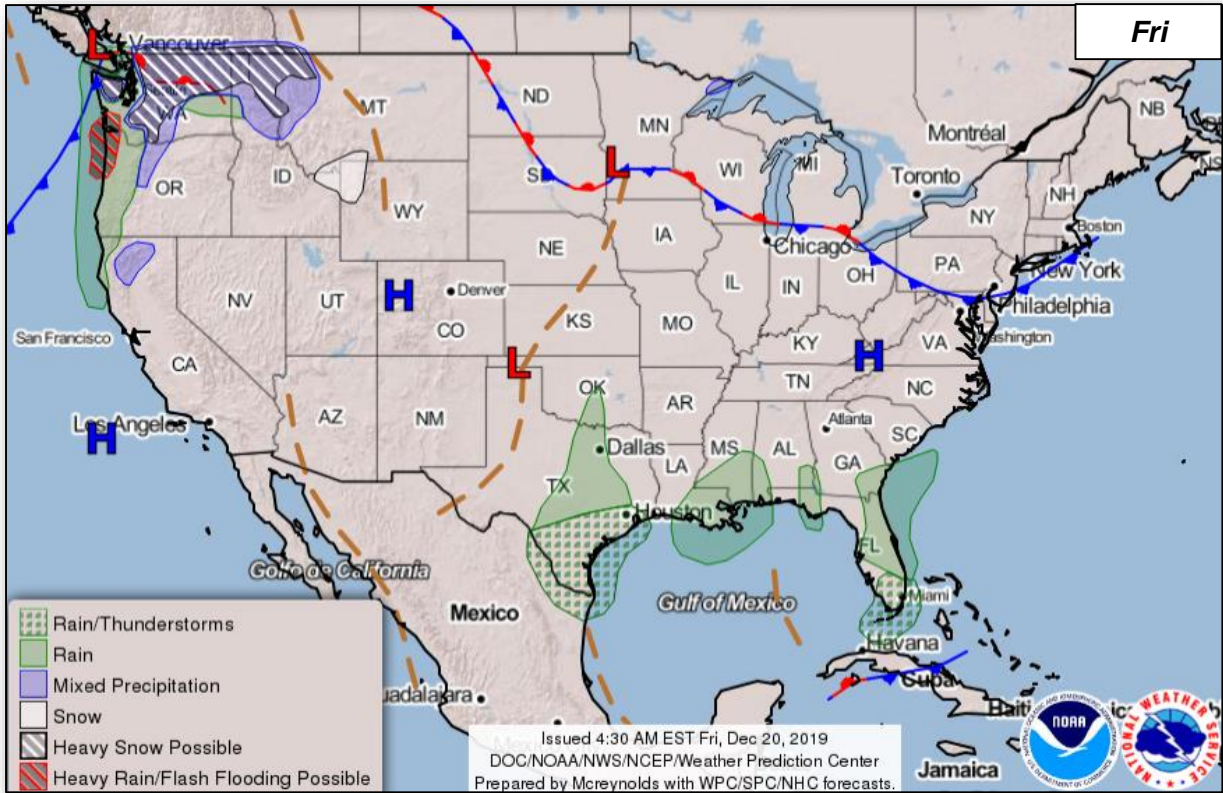 Fri
L
Vancouver
WA
MT
ND
MN
Montréal
NB
NS
OR
ID
WY
SD
L
WI
MI
Toronto
NH
NY
Boston
NE
IA
Chicago
PA
New York
NV
UT
H
Denver
CO
KS
IL
IN
OH
Philadelphia
San Francisco
CA
MO
KY
H
VA
Washington
L
OK
TN
NC
Los Angeles
H
AZ
NM
AR
Atlanta
SC
Dallas
MS
AL
GA
TX
LA
Houston
FL
Golfo de California
Mexico
Gulf of Mexico
Miami
Havana
Cuba
Guadalajara
Mexico City
Jamaica
Rain/Thunderstorms
Rain
Mixed Precipitation
Snow
Heavy Snow Possible
Heavy Rain/Flash Flooding Possible
Issued 4:30 AM EST Fri, Dec 20, 2019
DOC/NOAA/NWS/NCEP/Weather Prediction Center
Prepared by Mcreynolds with WPC/SPC/NHC forecasts.
NOAA
NATIONAL WEATHER SERVICE